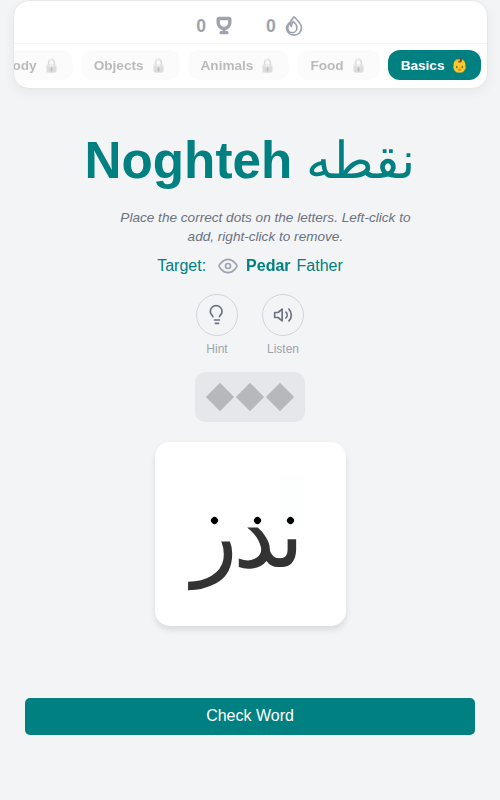 0 0
ody Animals Objects Food Basics
Noghteh نقطه
Place the correct dots on the letters. Left-click to
add, right-click to remove.
Target: Pedar Father
Hint Listen
نذز
Check Word